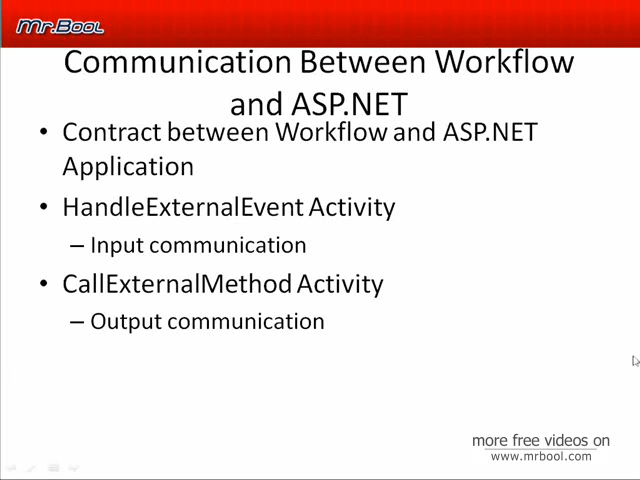 Mr.Bool
Communication Between Workflow
and ASP.NET
• Contract between Workflow and ASP.NET
Application
• HandleExternalEvent Activity
– Input communication
• CallExternalMethod Activity
– Output communication
more free videos on
www.mrbool.com